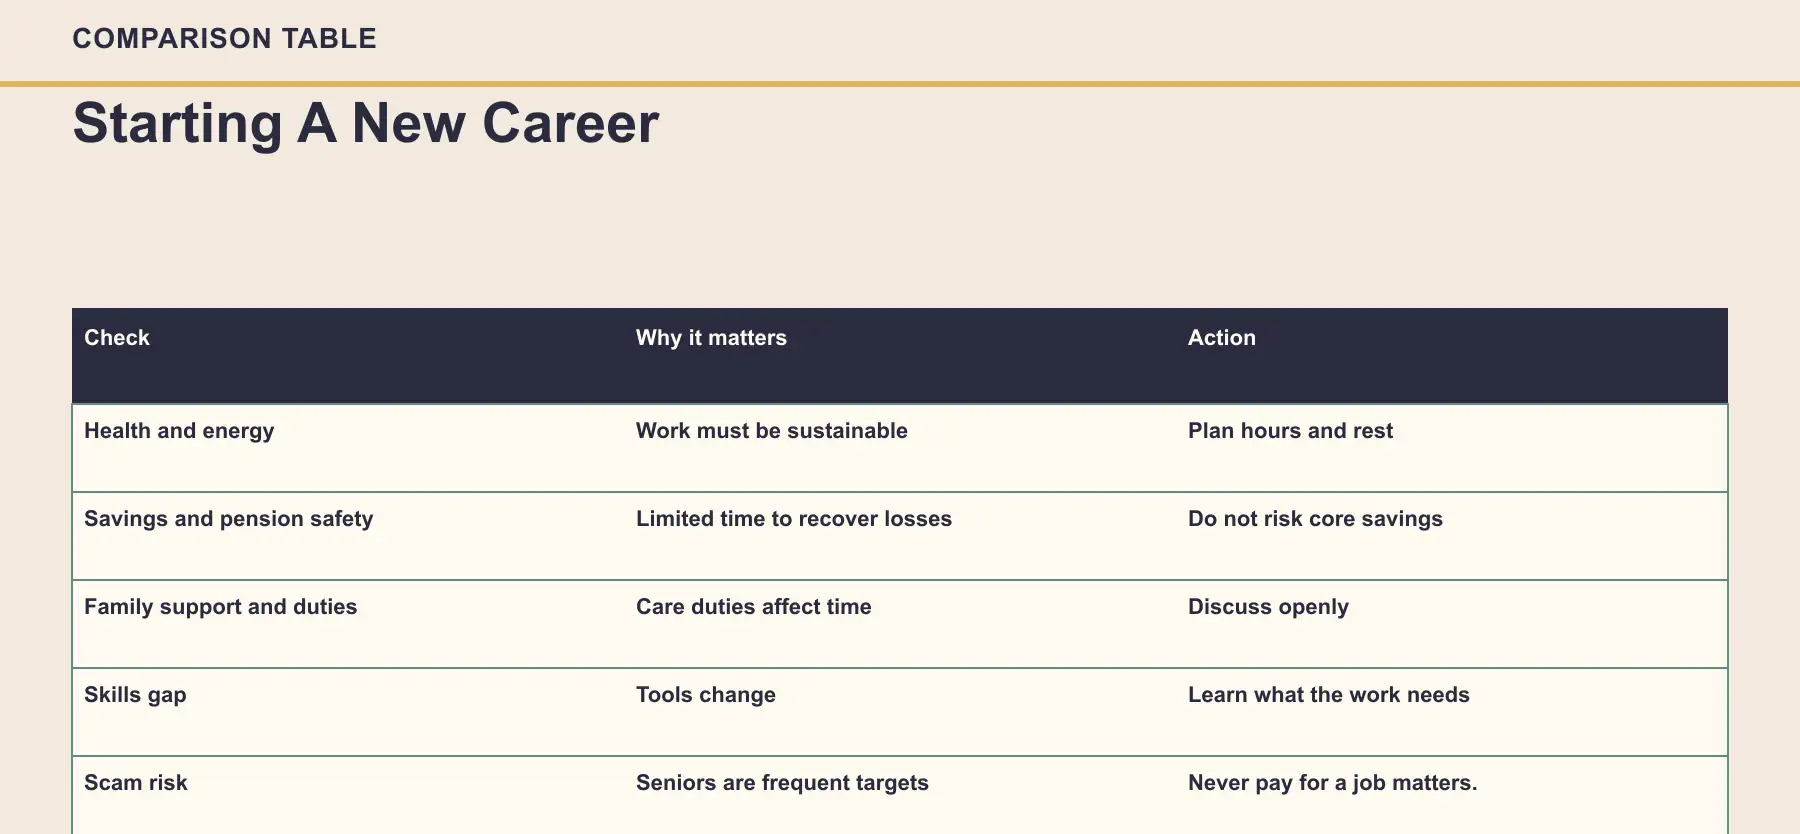 COMPARISON TABLE
Starting A New Career
Check Why it matters Action
Health and energy Work must be sustainable Plan hours and rest
Savings and pension safety Limited time to recover losses Do not risk core savings
Family support and duties Care duties affect time Discuss openly
Skills gap Tools change Learn what the work needs
Scam risk Seniors are frequent targets Never pay for a job matters.